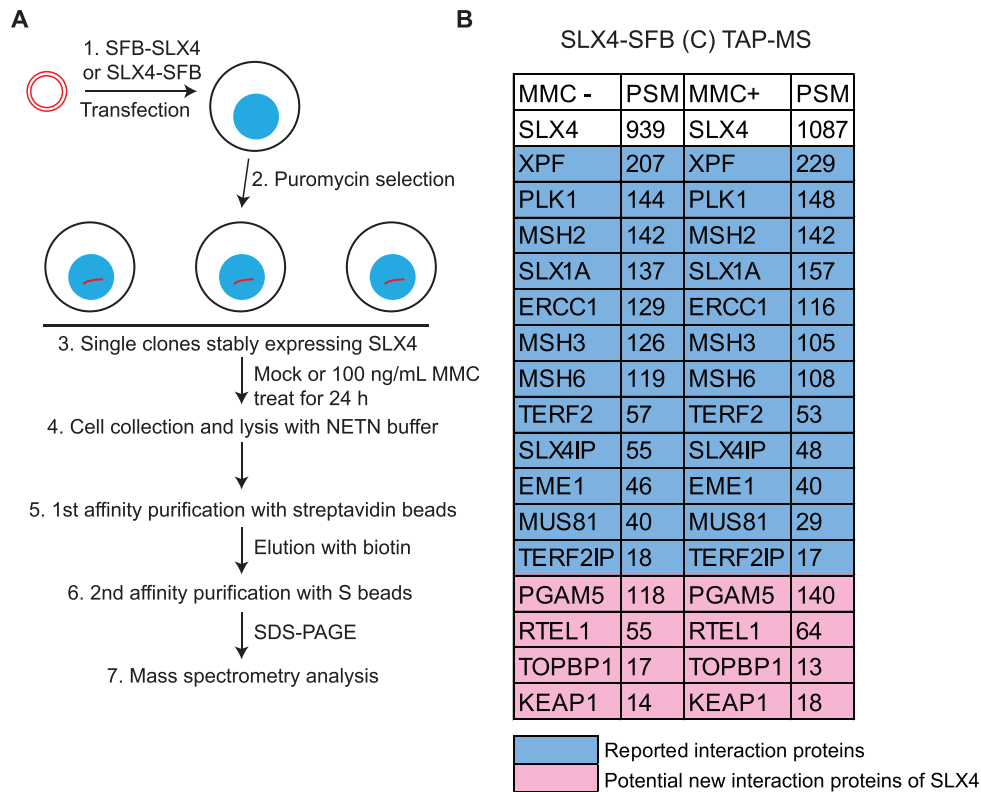 A
1. SFB-SLX4
or SLX4-SFB
Transfection
2. Puromycin selection
3. Single clones stably expressing SLX4
Mock or 100 ng/mL MMC
treat for 24 h
4. Cell collection and lysis with NETN buffer
5. 1st affinity purification with streptavidin beads
Elution with biotin
6. 2nd affinity purification with S beads
SDS-PAGE
7. Mass spectrometry analysis
B
SLX4-SFB (C) TAP-MS
MMC - PSM MMC+ PSM
SLX4 939 SLX4 1087
XPF 207 XPF 229
PLK1 144 PLK1 148
MSH2 142 MSH2 142
SLX1A 137 SLX1A 157
ERCC1 129 ERCC1 116
MSH3 126 MSH3 105
MSH6 119 MSH6 108
TERF2 57 TERF2 53
SLX4IP 55 SLX4IP 48
EME1 46 EME1 40
MUS81 40 MUS81 29
TERF2IP 18 TERF2IP 17
PGAM5 118 PGAM5 140
RTEL1 55 RTEL1 64
TOPBP1 17 TOPBP1 13
KEAP1 14 KEAP1 18
Reported interaction proteins
Potential new interaction proteins of SLX4